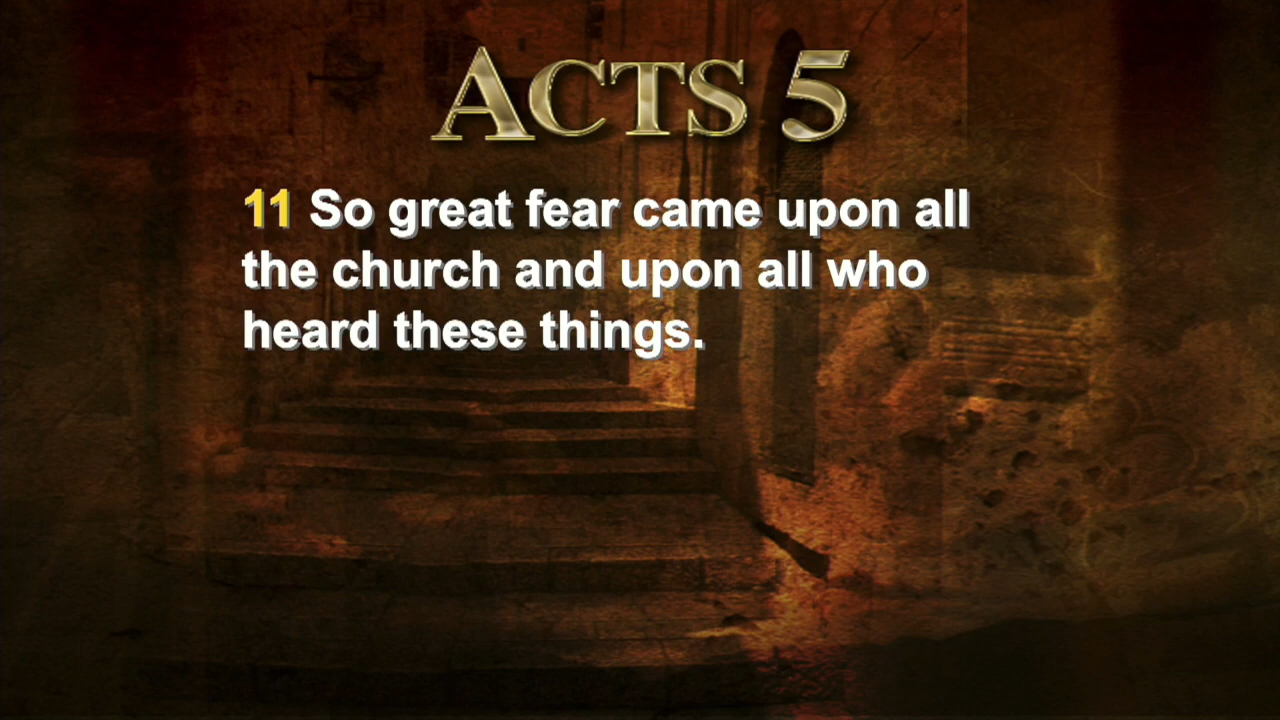 ACTS 5
11 So great fear came upon all
the church and upon all who
heard these things.